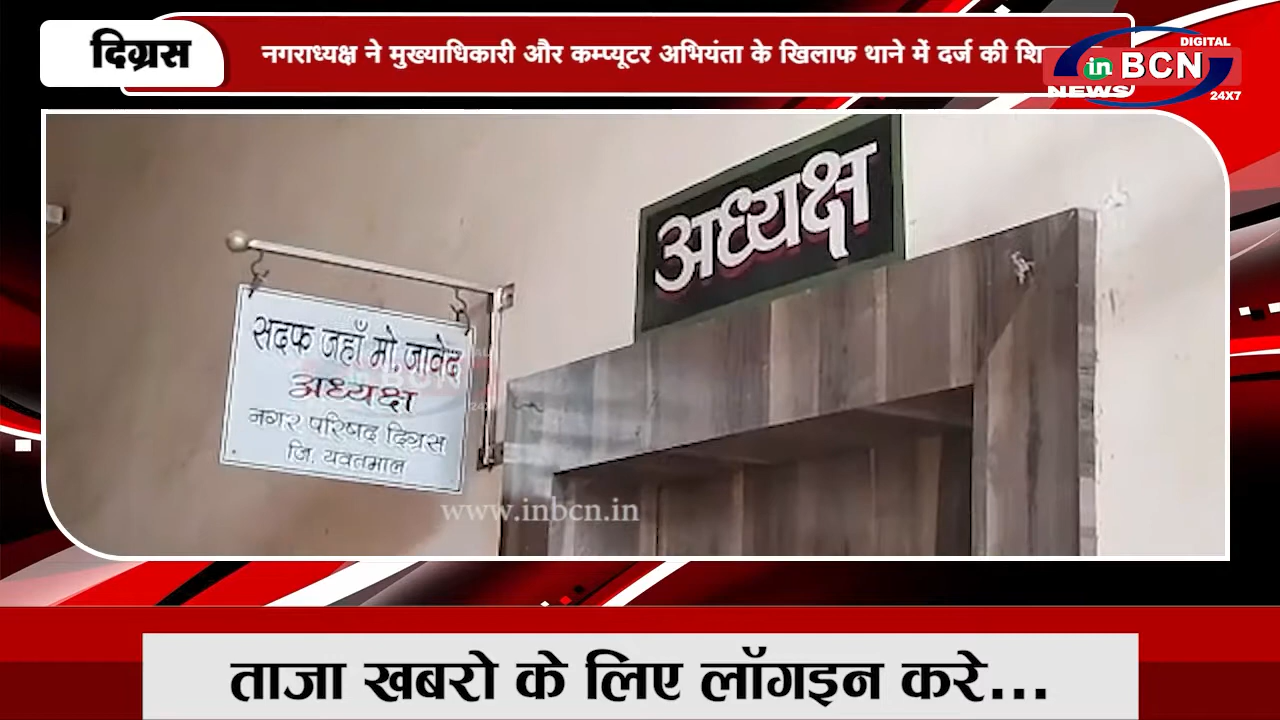 दिग्रस
नगराध्यक्ष ने मुख्याधिकारी और कम्प्यूटर अभियंता के खिलाफ थाने में दर्ज की
DIGITAL
in BCN
NEWS
24X7
अध्यक्ष
सदफ जहाँ मो. जावेद
अध्यक्ष
नगर परिषद दिग्रस
जि. यवतमाल
www.inbcn.in
ताजा खबरो के लिए लॉगइन करे...